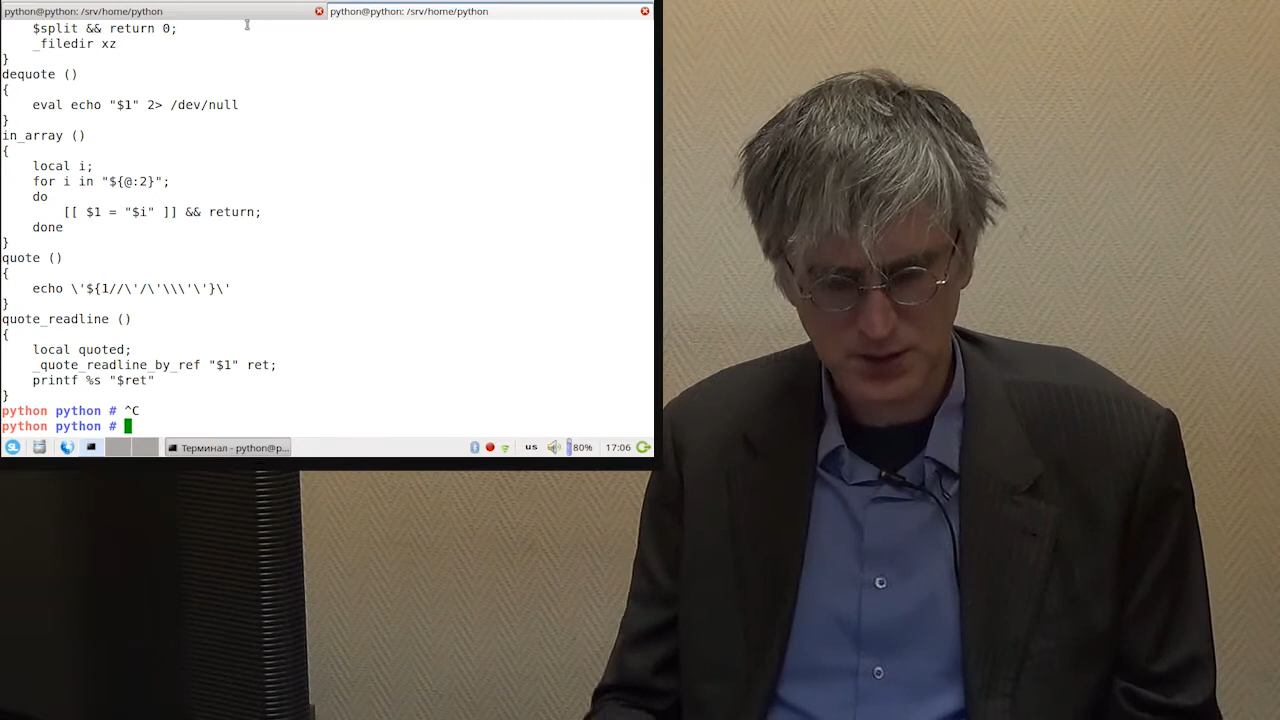 python@python: /srv/home/python
python@python: /srv/home/python
$split && return 0;
_filedir xz
}
dequote ()
{
eval echo "$1" 2> /dev/null
}
in_array ()
{
local i;
for i in "${@:2}";
do
[[ $1 = "$i" ]] && return;
done
}
quote ()
{
echo \'${1//\'/\'\\\'\'}\'
}
quote_readline ()
{
local quoted;
_quote_readline_by_ref "$1" ret;
printf %s "$ret"
}
python python # ^C
python python #
SL
Терминал - python@p...
us
80%
17:06